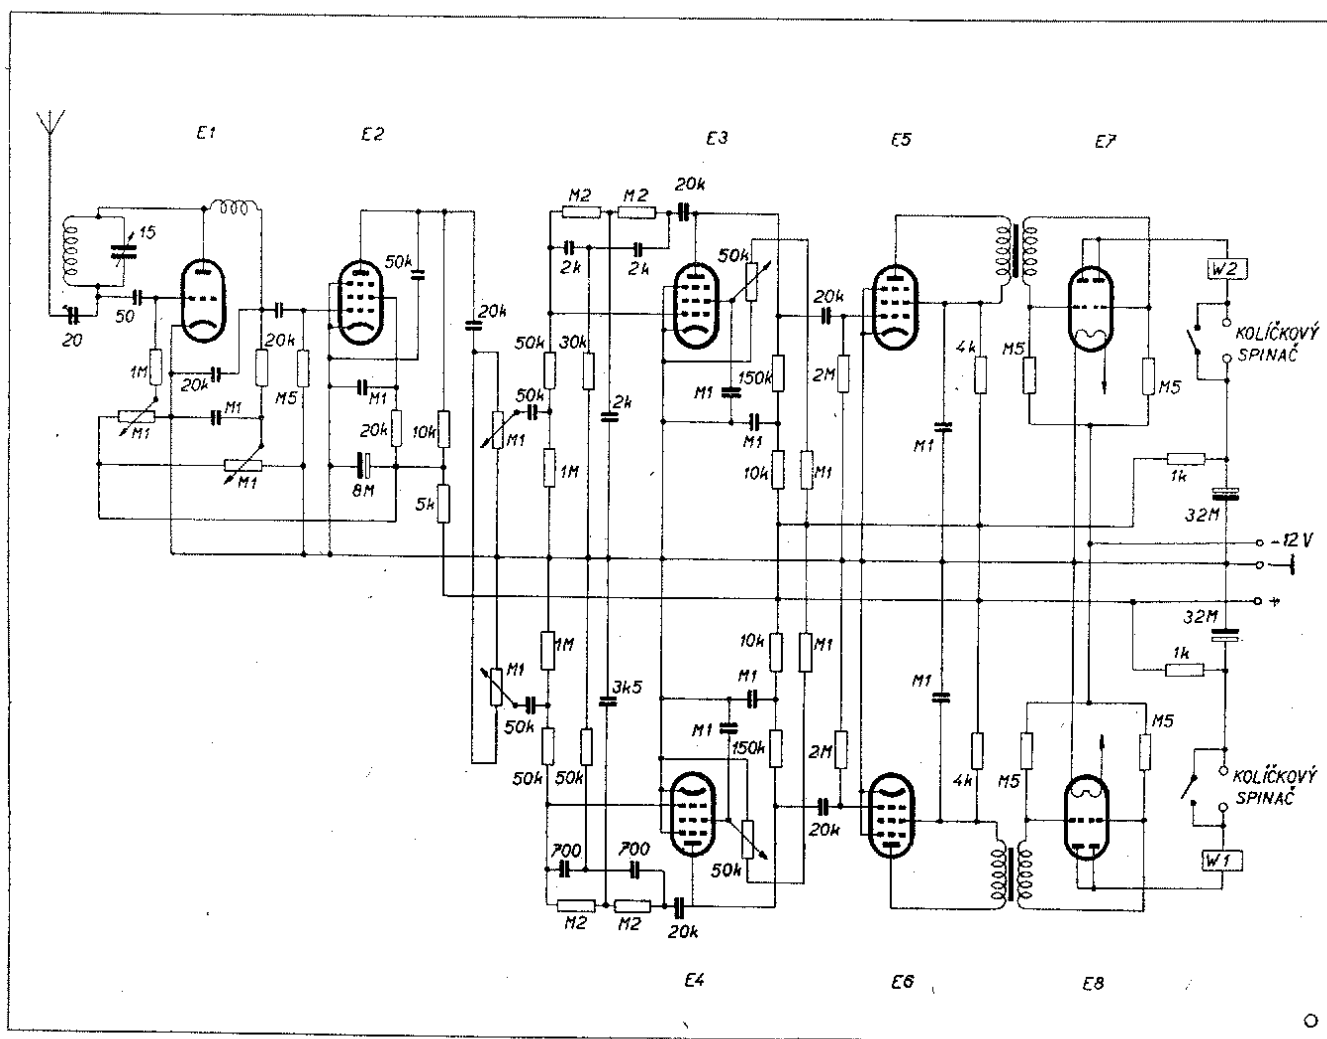 E1
E2
E3
E5
E7
M2
M2
20k
15
50k
50k
W2
20
50
20k
20k
20k
4k
KOLÍČKOVÝ
SPINAČ
1M
20k
M5
50k
30k
150k
2M
M5
M5
M1
M1
M1
50k
M1
2k
2k
2k
M1
M1
M1
M1
20k
10k
1M
10k
M1
1k
8M
5k
32M
-12V
+
1M
10k
M1
32M
M1
3k5
M1
M1
1k
50k
M1
150k
2M
M5
50k
50k
4k
M5
KOLÍČKOVÝ
SPINAČ
20k
700
700
50k
W1
M2
M2
20k
E4
E6
E8